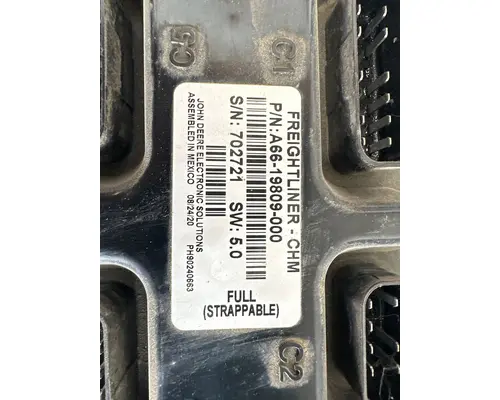 FREIGHTLINER - CHM
P/N:A66-19809-000
S/N: 702721 SW: 5.0
JOHN DEERE ELECTRONIC SOLUTIONS
ASSEMBLED IN MEXICO 08/24/20 PH90240663
FULL
(STRAPPABLE)
C1
C5
C2